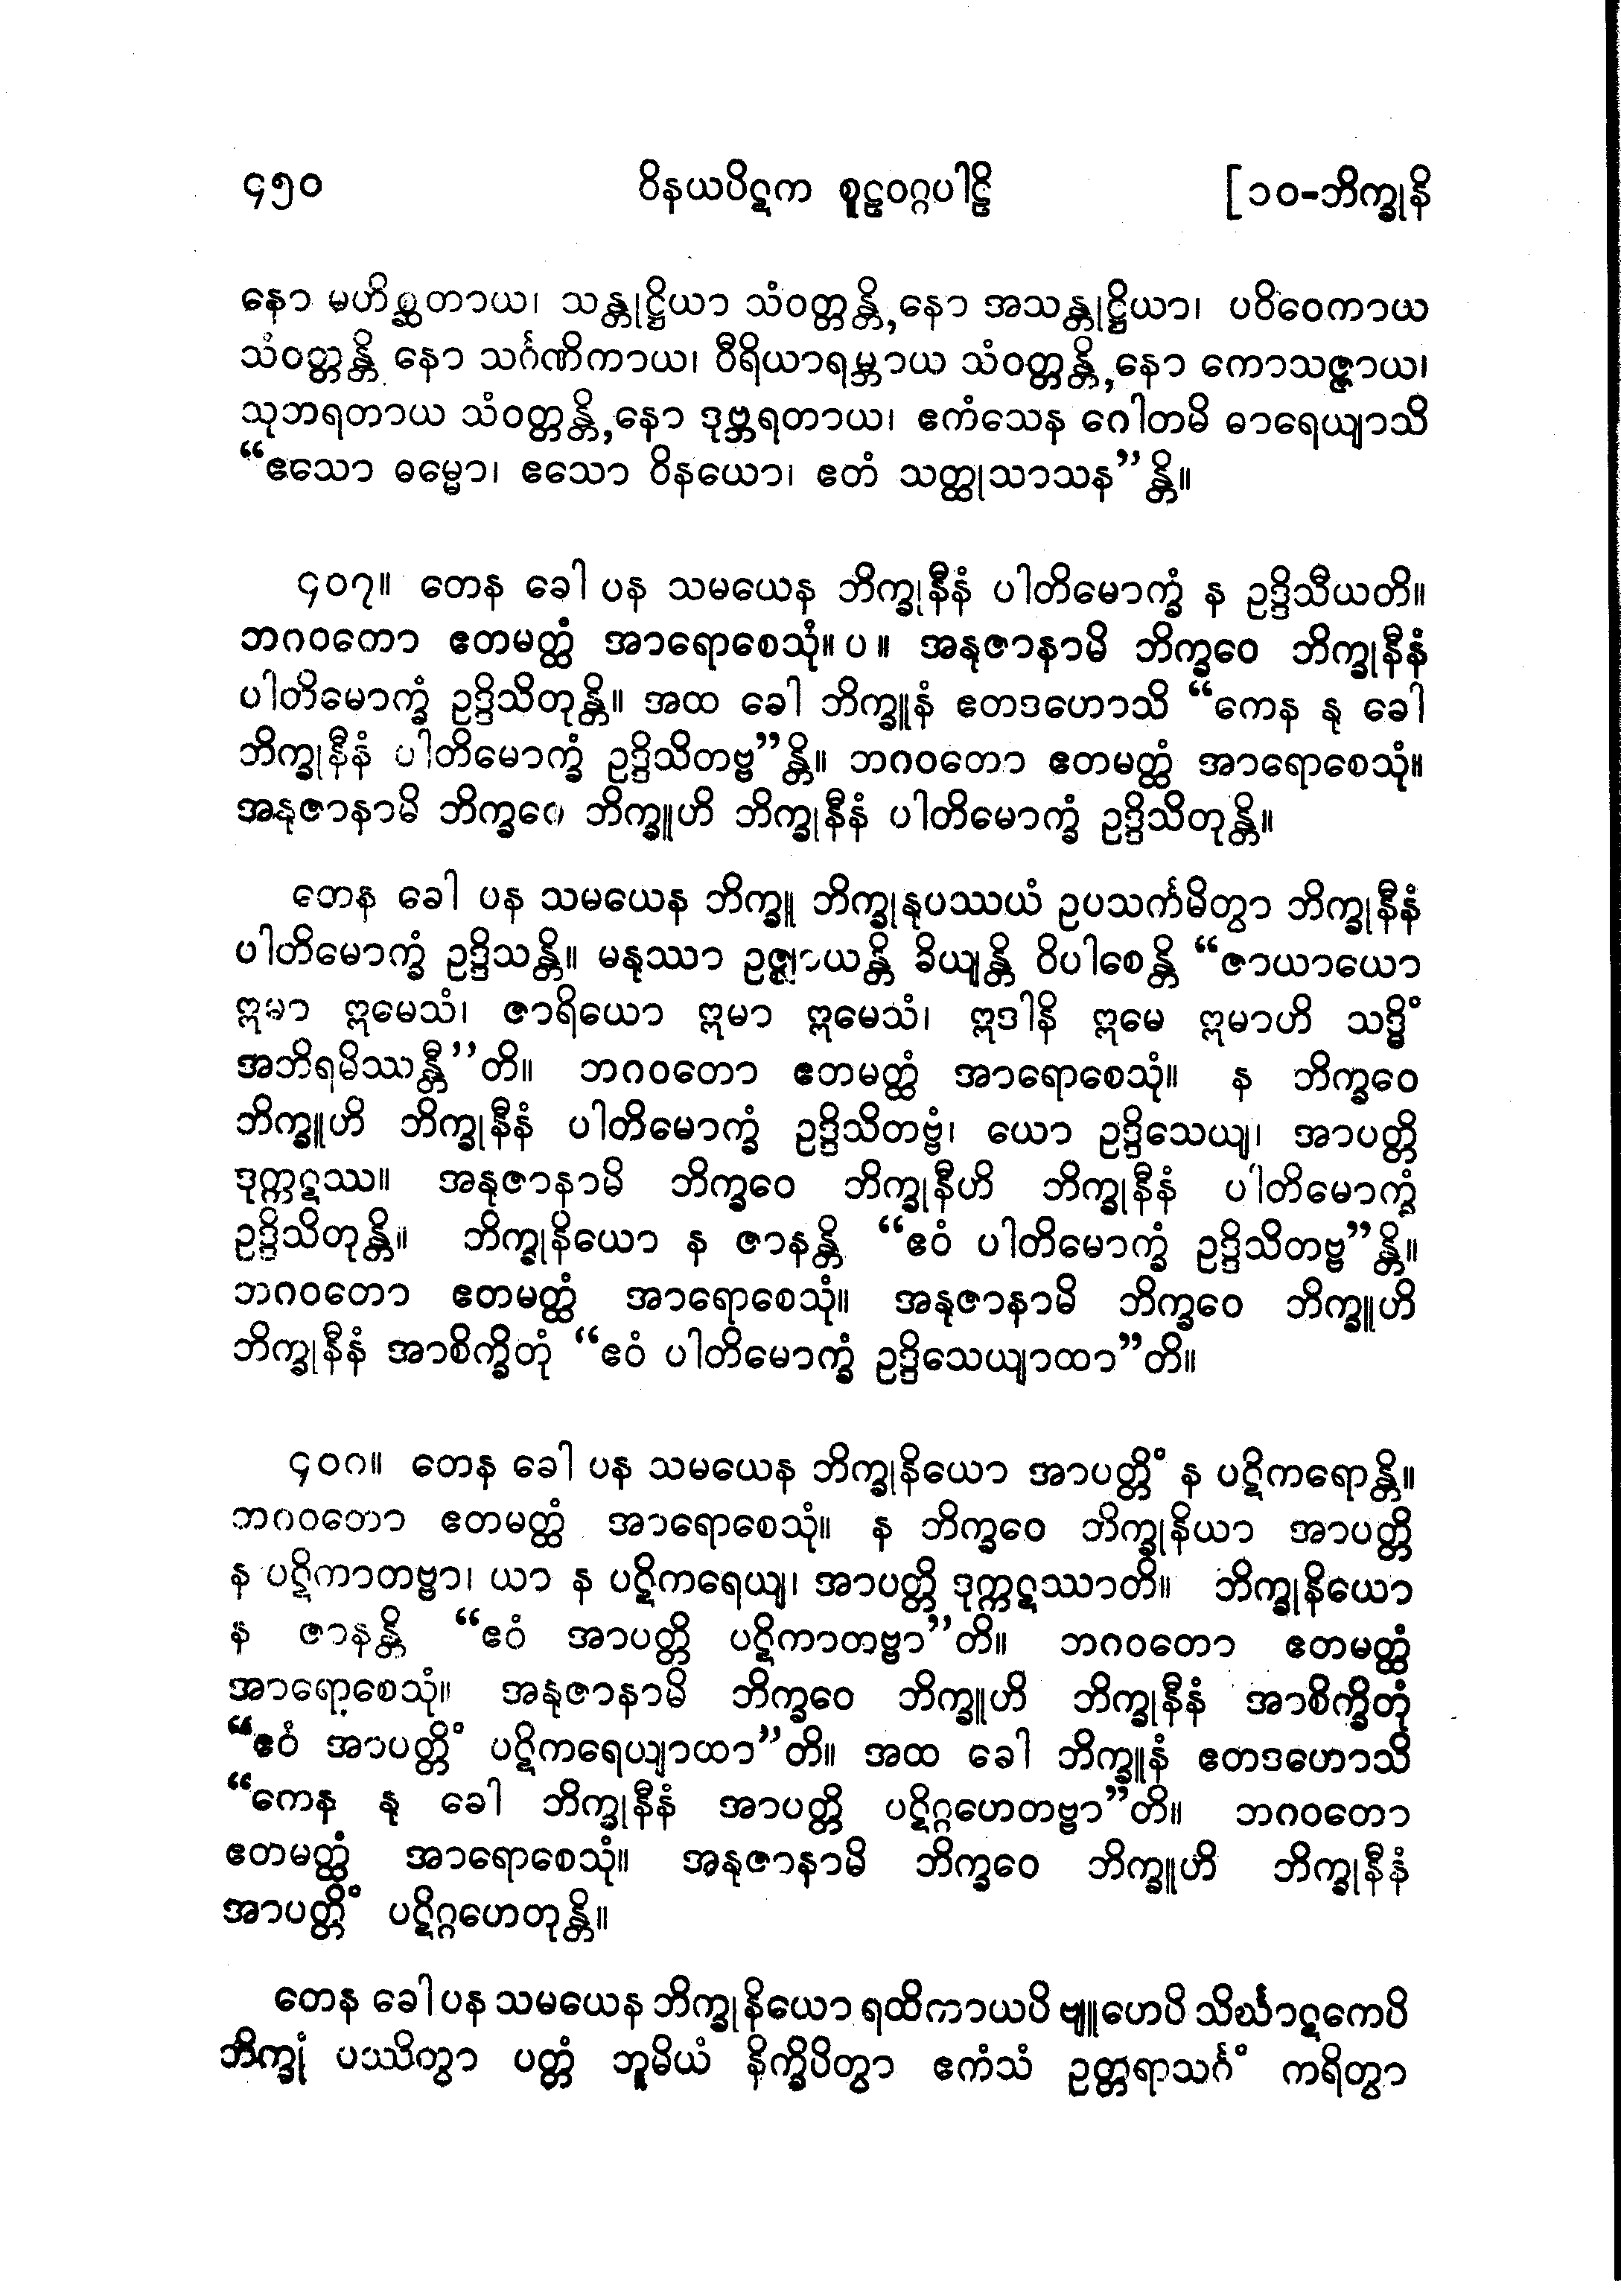 ၄၅၀ ဝိနယပိဋက စူဠဝဂ္ဂပါဠိ [၁၀-ဘိက္ခုနိ
နော မဟိစ္ဆတာယ၊ သန္တုဋ္ဌိယာ သံဝတ္တန္တိ,နော အသန္တုဋ္ဌိယာ၊ ပဝိဝေကာယ
သံဝတ္တန္တိ နော သင်္ဂဏိကာယ၊ ဝီရိယာရမ္ဘာယ သံဝတ္တန္တိ,နော ကောသဇ္ဇာယ၊
သုဘရတာယ သံဝတ္တန္တိ,နော ဒုဗ္ဘရတာယ၊ ဧကံသေန ဂေါတမိ ဓာရေယျာသိ
“ဧသော ဓမ္မော၊ ဧသော ဝိနယော၊ ဧတံ သတ္ထုသာသန”န္တိ။
၄၀၇။ တေန ခေါ ပန သမယေန ဘိက္ခုနီနံ ပါတိမောက္ခံ န ဥဒ္ဒိသီယတိ။
ဘဂဝတော ဧတမတ္ထံ အာရောစေသုံ။ ပ ။ အနုဇာနာမိ ဘိက္ခဝေ ဘိက္ခုနီနံ
ပါတိမောက္ခံ ဥဒ္ဒိသိတုန္တိ။ အထ ခေါ ဘိက္ခူနံ ဧတဒဟောသိ “ကေန နု ခေါ
ဘိက္ခုနီနံ ပါတိမောက္ခံ ဥဒ္ဒိသိတဗ္ဗ”န္တိ။ ဘဂဝတော ဧတမတ္ထံ အာရောစေသုံ။
အနုဇာနာမိ ဘိက္ခဝေ ဘိက္ခူဟိ ဘိက္ခုနီနံ ပါတိမောက္ခံ ဥဒ္ဒိသိတုန္တိ။
တေန ခေါ ပန သမယေန ဘိက္ခူ ဘိက္ခုနုပဿယံ ဥပသင်္ကမိတွာ ဘိက္ခုနီနံ
ပါတိမောက္ခံ ဥဒ္ဒိသန္တိ။ မနုဿာ ဥဇ္ဈာယန္တိ ခိယျန္တိ ဝိပါစေန္တိ “ဇာယာယော
ဣမာ ဣမေသံ၊ ဇာရိယော ဣမာ ဣမေသံ၊ ဣဒါနိ ဣမေ ဣမာဟိ သဒ္ဓိံ
အဘိရမိဿန္တီ”တိ။ ဘဂဝတော ဧတမတ္ထံ အာရောစေသုံ။ န ဘိက္ခဝေ
ဘိက္ခူဟိ ဘိက္ခုနီနံ ပါတိမောက္ခံ ဥဒ္ဒိသိတဗ္ဗံ၊ ယော ဥဒ္ဒိသေယျ၊ အာပတ္တိ
ဒုက္ကဋဿ။ အနုဇာနာမိ ဘိက္ခဝေ ဘိက္ခုနီဟိ ဘိက္ခုနီနံ ပါတိမောက္ခံ
ဥဒ္ဒိသိတုန္တိ။ ဘိက္ခုနိယော န ဇာနန္တိ “ဧဝံ ပါတိမောက္ခံ ဥဒ္ဒိသိတဗ္ဗ”န္တိ။
ဘဂဝတော ဧတမတ္ထံ အာရောစေသုံ။ အနုဇာနာမိ ဘိက္ခဝေ ဘိက္ခူဟိ
ဘိက္ခုနီနံ အာစိက္ခိတုံ “ဧဝံ ပါတိမောက္ခံ ဥဒ္ဒိသေယျာထာ”တိ။
၄၀၈။ တေန ခေါ ပန သမယေန ဘိက္ခုနိယော အာပတ္တိံ န ပဋိကရောန္တိ။
ဘဂဝတော ဧတမတ္ထံ အာရောစေသုံ။ န ဘိက္ခဝေ ဘိက္ခုနိယာ အာပတ္တိ
န ပဋိကာတဗ္ဗာ၊ ယာ န ပဋိကရေယျ၊ အာပတ္တိ ဒုက္ကဋဿာတိ။ ဘိက္ခုနိယော
န ဇာနန္တိ “ဧဝံ အာပတ္တိ ပဋိကာတဗ္ဗာ”တိ။ ဘဂဝတော ဧတမတ္ထံ
အာရောစေသုံ။ အနုဇာနာမိ ဘိက္ခဝေ ဘိက္ခူဟိ ဘိက္ခုနီနံ အာစိက္ခိတုံ
“ဧဝံ အာပတ္တိံ ပဋိကရေယျာထာ”တိ။ အထ ခေါ ဘိက္ခူနံ ဧတဒဟောသိ
“ကေန နု ခေါ ဘိက္ခုနီနံ အာပတ္တိ ပဋိဂ္ဂဟေတဗ္ဗာ”တိ။ ဘဂဝတော
ဧတမတ္ထံ အာရောစေသုံ။ အနုဇာနာမိ ဘိက္ခဝေ ဘိက္ခူဟိ ဘိက္ခုနီနံ
အာပတ္တိံ ပဋိဂ္ဂဟေတုန္တိ။
တေန ခေါ ပန သမယေန ဘိက္ခုနိယော ရထိကာယပိ ဗျူဟေပိ သိင်္ဃာဋကေပိ
ဘိက္ခုံ ပဿိတွာ ပတ္တံ ဘူမိယံ နိက္ခိပိတွာ ဧကံသံ ဥတ္တရာသင်္ဂံ ကရိတွာ